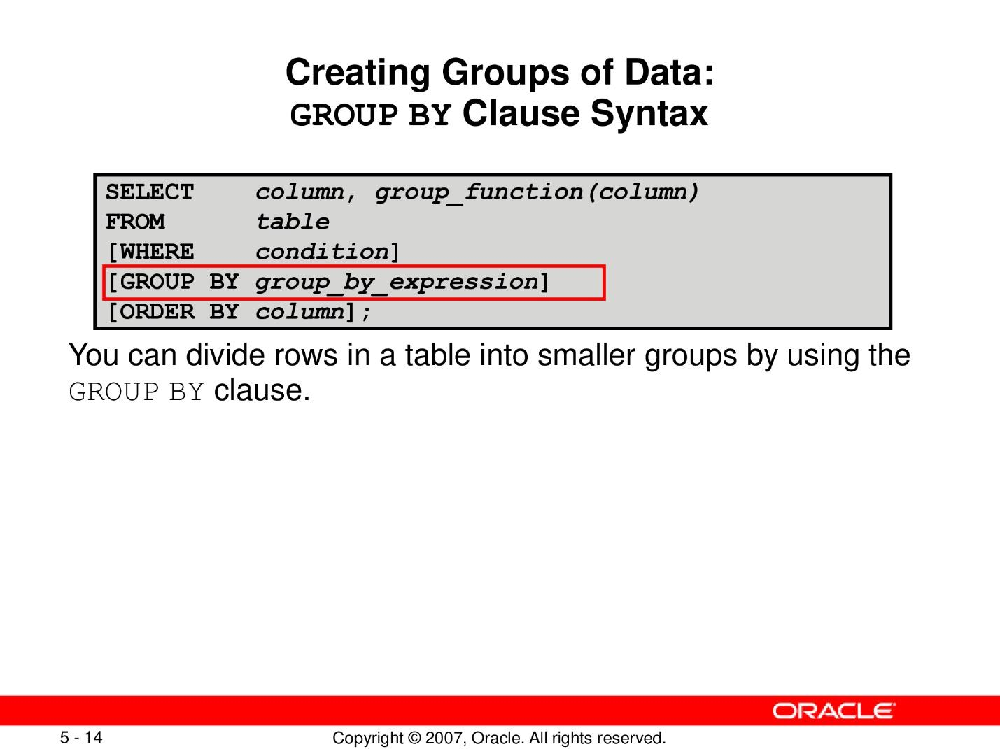 Creating Groups of Data:
GROUP BY Clause Syntax
SELECT column, group_function(column)
FROM table
[WHERE condition]
[GROUP BY group_by_expression]
[ORDER BY column];
You can divide rows in a table into smaller groups by using the
GROUP BY clause.
ORACLE
5 - 14
Copyright © 2007, Oracle. All rights reserved.